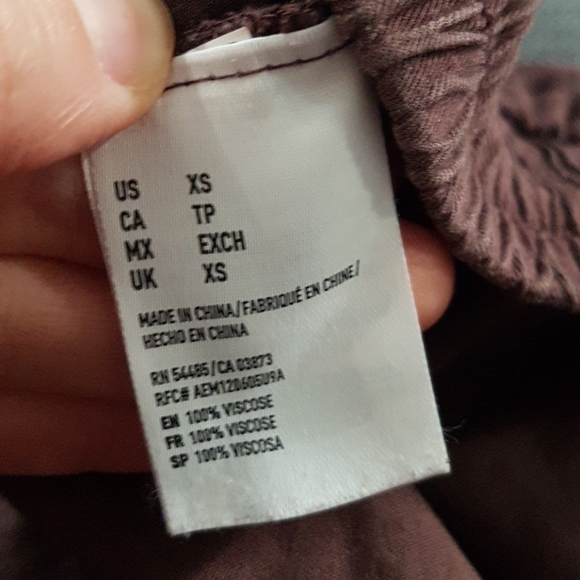 US XS
CA TP
MX EXCH
UK XS
MADE IN CHINA/FABRIQUÉ EN CHINE/
HECHO EN CHINA
RN 54485/CA 03873
RFC# AEM120605U9A
EN 100% VISCOSE
FR 100% VISCOSE
SP 100% VISCOSA